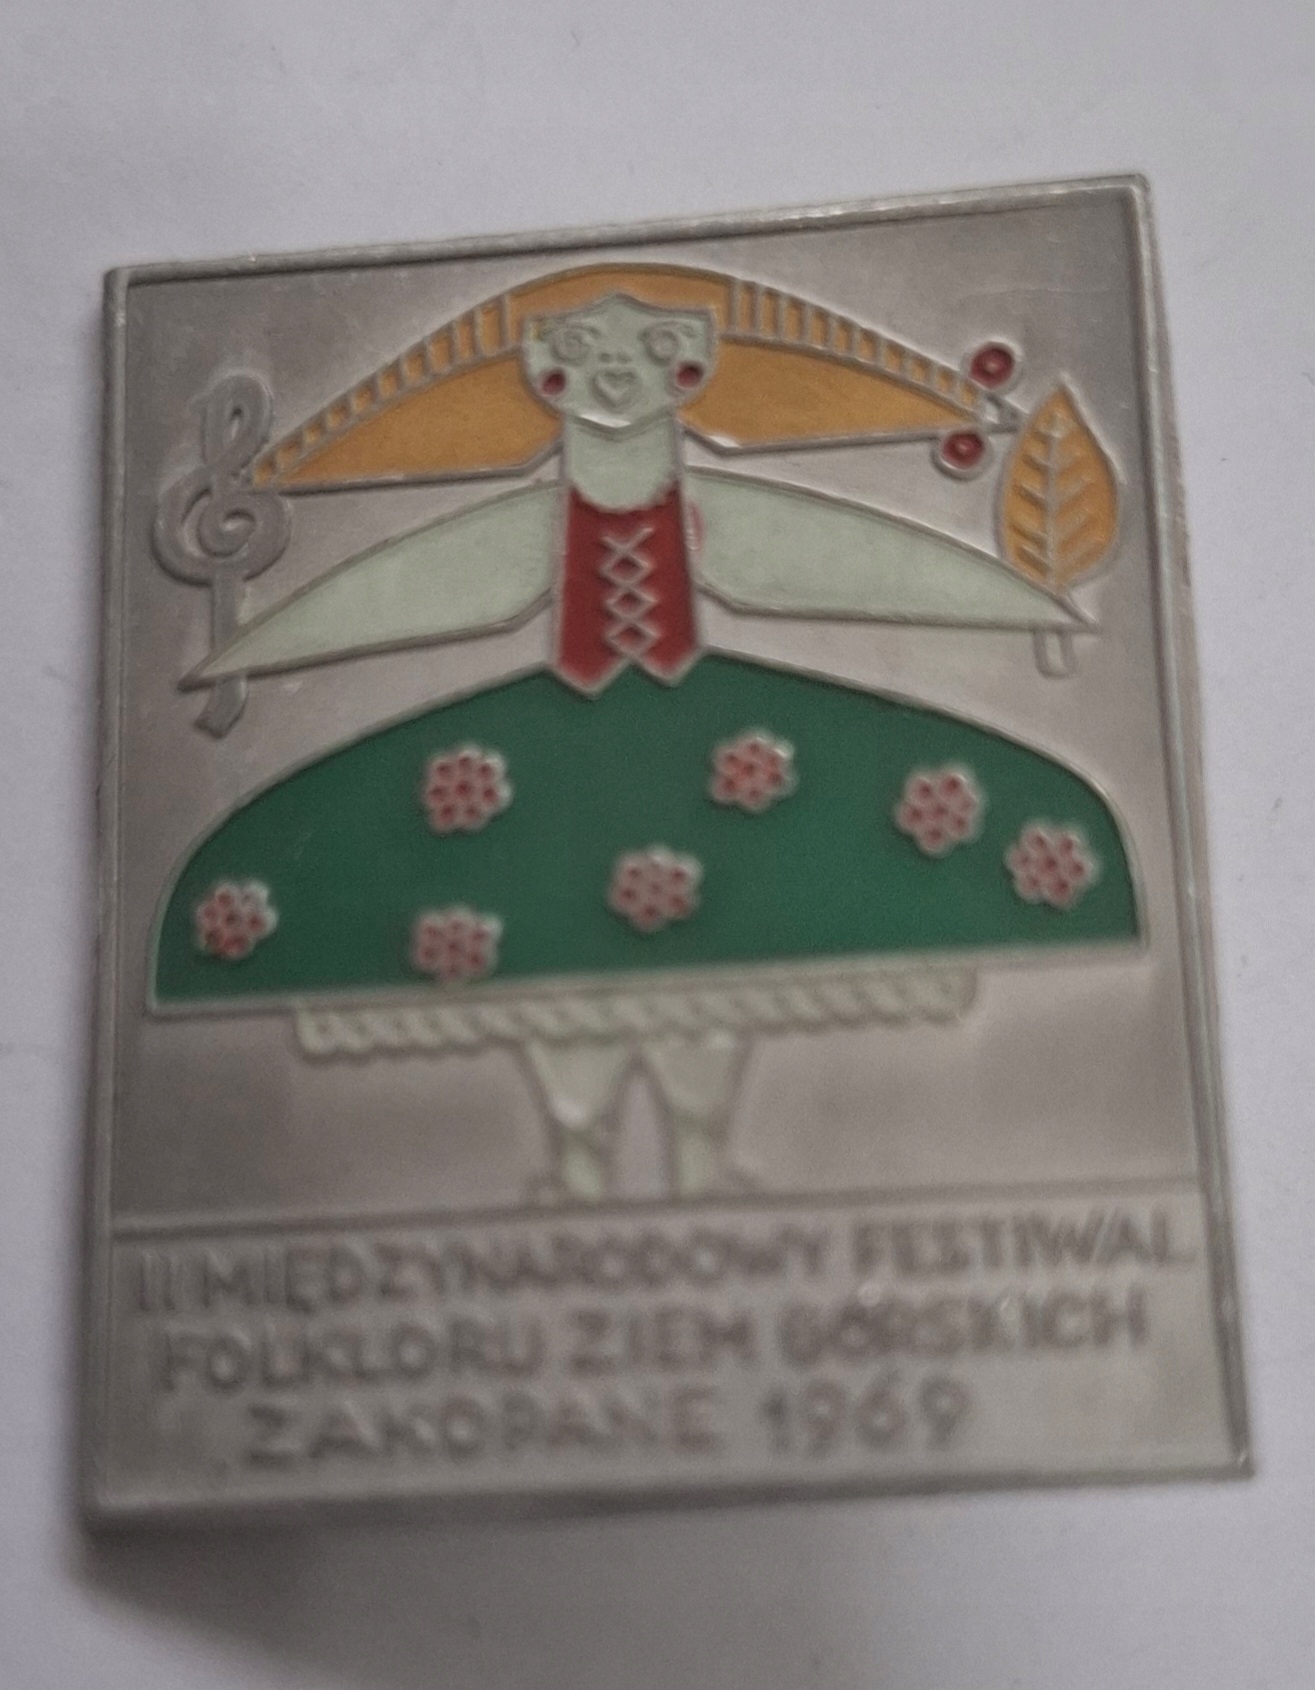 II MIĘDZYNARODOWY FESTIWAL
FOLKLORU ZIEM GÓRSKICH
ZAKOPANE 1969